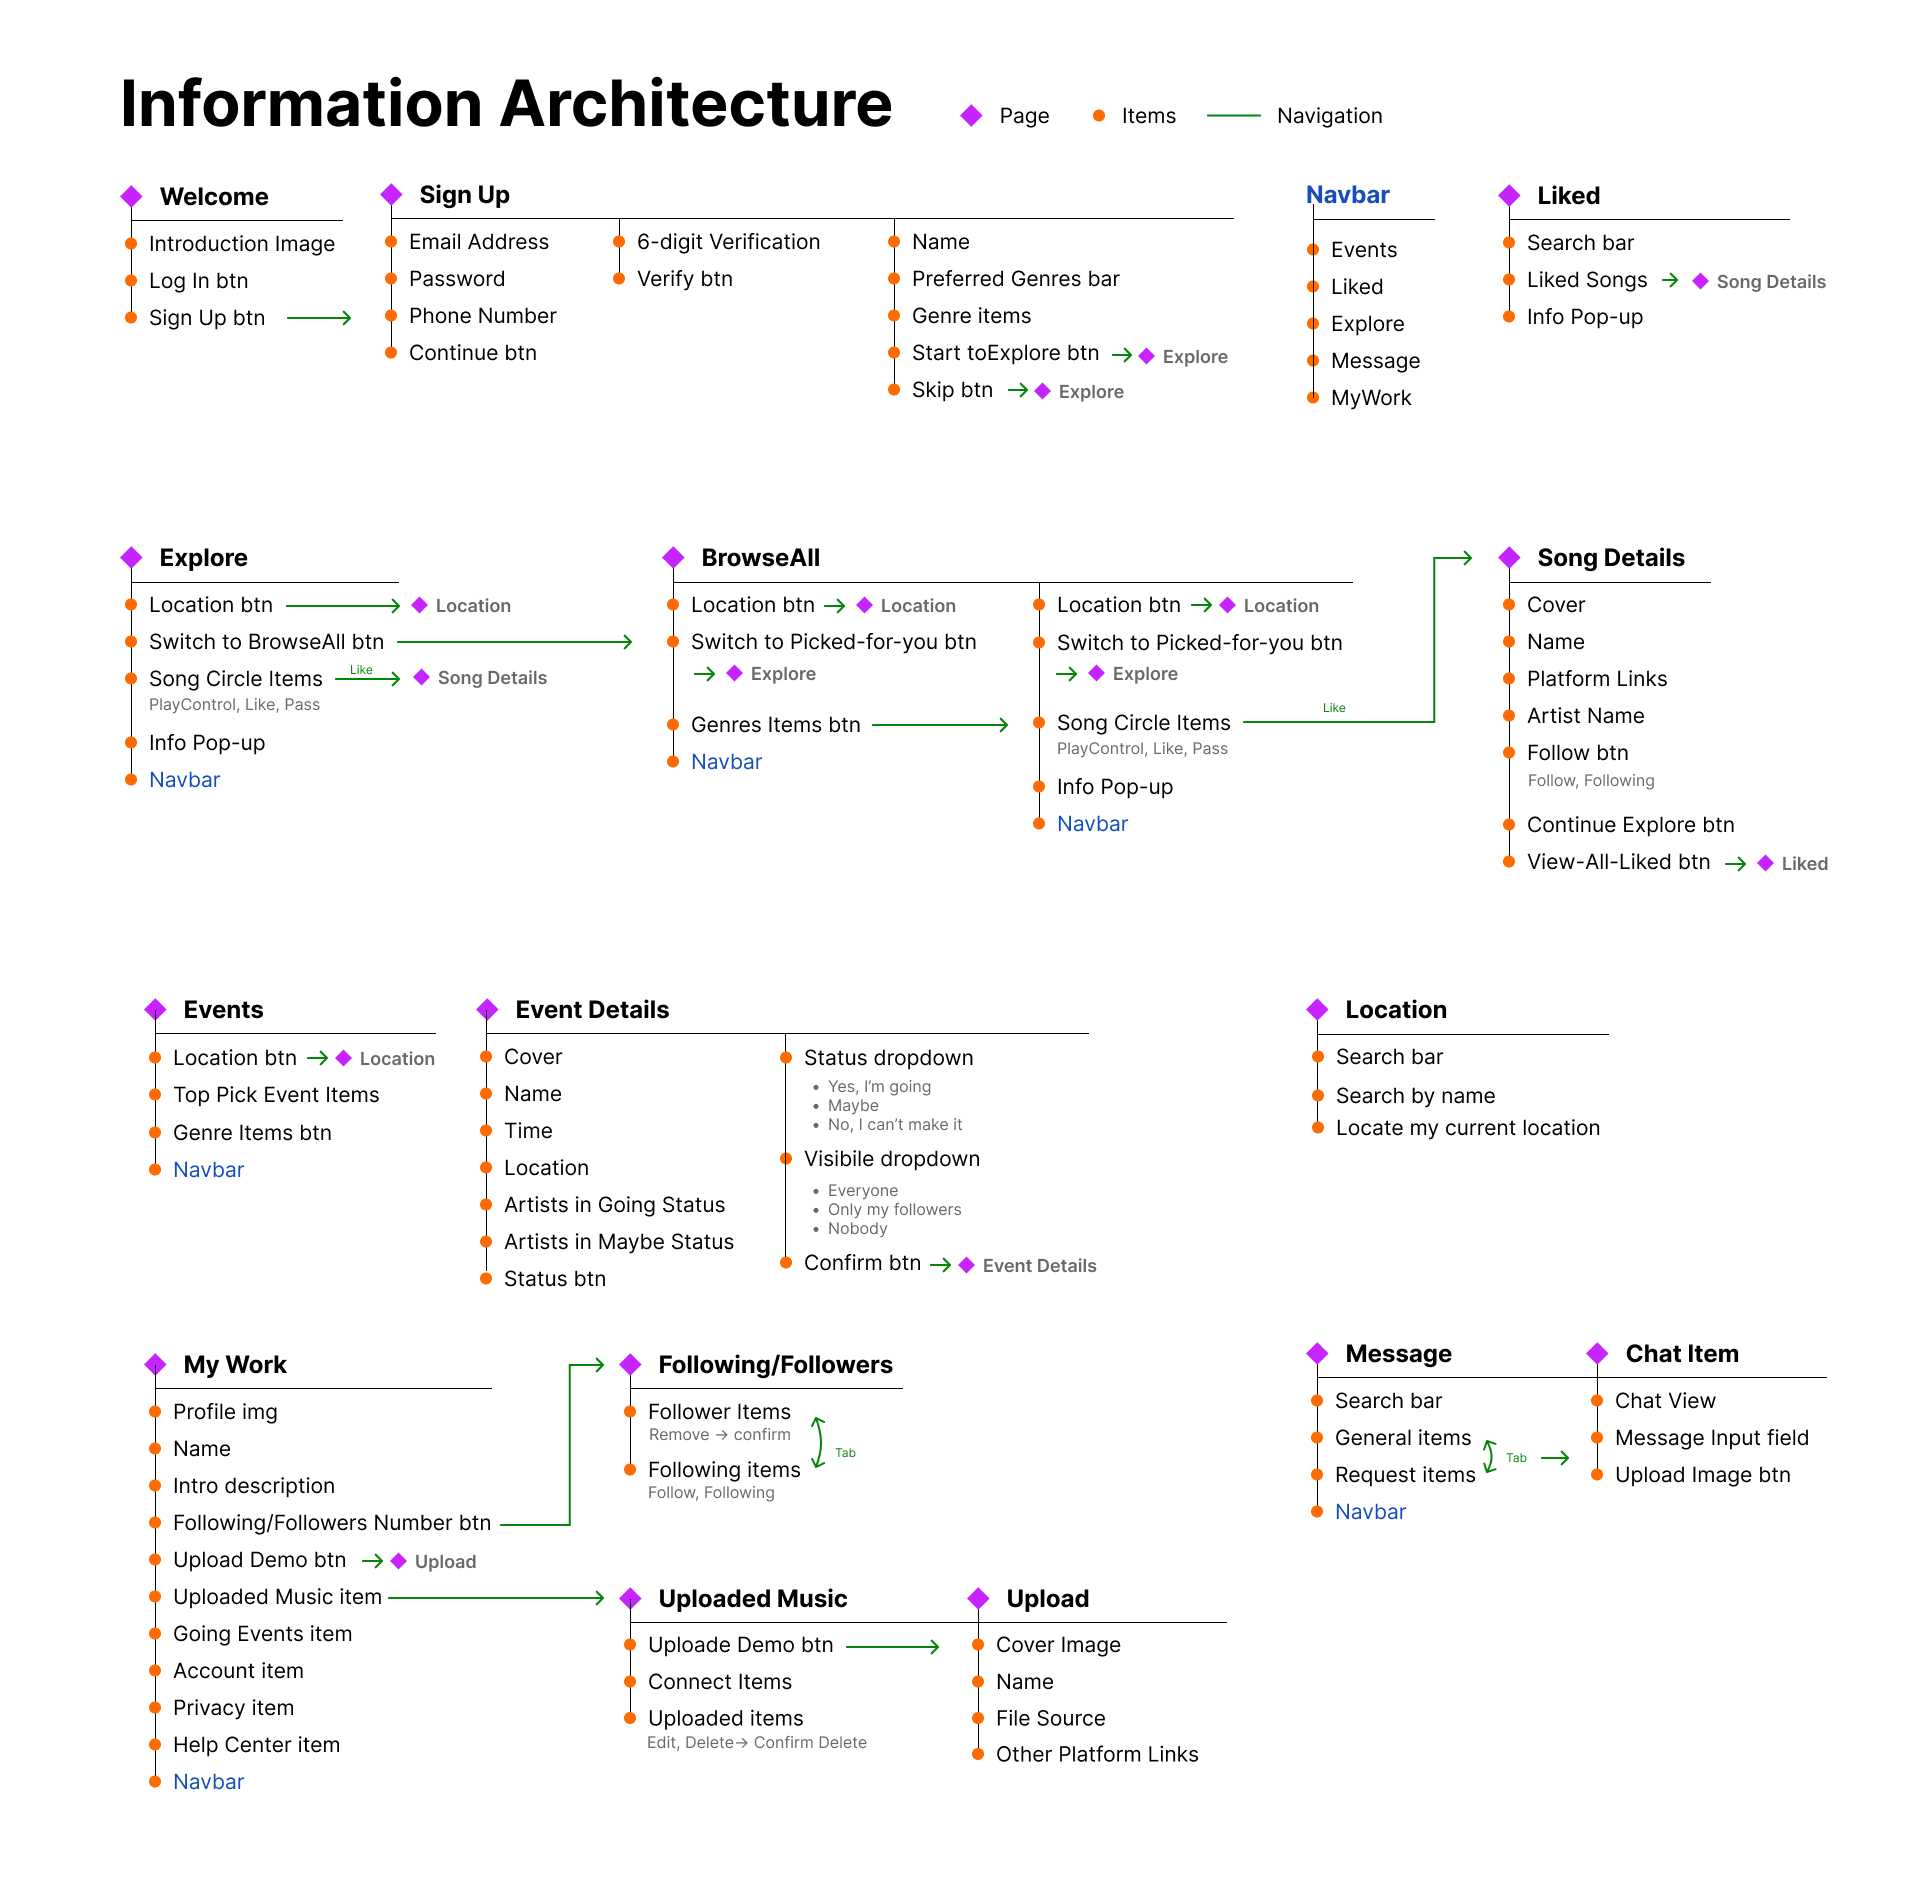 Information Architecture
Page
Items
Navigation
Welcome
Introduction Image
Log In btn
Sign Up btn
Sign Up
Email Address
Password
Phone Number
Continue btn
6-digit Verification
Verify btn
Name
Preferred Genres bar
Genre items
Start toExplore btn → Explore
Skip btn → Explore
Navbar
Events
Liked
Explore
Message
MyWork
Liked
Search bar
Liked Songs → Song Details
Info Pop-up
Explore
Location btn → Location
Switch to BrowseAll btn
Song Circle Items Like Song Details
PlayControl, Like, Pass
Info Pop-up
Navbar
BrowseAll
Location btn → Location
Switch to Picked-for-you btn
→ Explore
Genres Items btn
Navbar
Location btn → Location
Switch to Picked-for-you btn
→ Explore
Song Circle Items Like
PlayControl, Like, Pass
Info Pop-up
Navbar
Song Details
Cover
Name
Platform Links
Artist Name
Follow btn
Follow, Following
Continue Explore btn
View-All-Liked btn → Liked
Events
Location btn → Location
Top Pick Event Items
Genre Items btn
Navbar
Event Details
Cover
Name
Time
Location
Artists in Going Status
Artists in Maybe Status
Status btn
Status dropdown
• Yes, I'm going
• Maybe
• No, I can't make it
Visibile dropdown
• Everyone
• Only my followers
• Nobody
Confirm btn → Event Details
Location
Search bar
Search by name
Locate my current location
My Work
Profile img
Name
Intro description
Following/Followers Number btn
Upload Demo btn → Upload
Uploaded Music item
Going Events item
Account item
Privacy item
Help Center item
Navbar
Following/Followers
Follower Items
Remove → confirm
Tab
Following items
Follow, Following
Uploaded Music
Uploade Demo btn
Connect Items
Uploaded items
Edit, Delete→ Confirm Delete
Upload
Cover Image
Name
File Source
Other Platform Links
Message
Search bar
General items
Tab
Request items
Navbar
Chat Item
Chat View
Message Input field
Upload Image btn